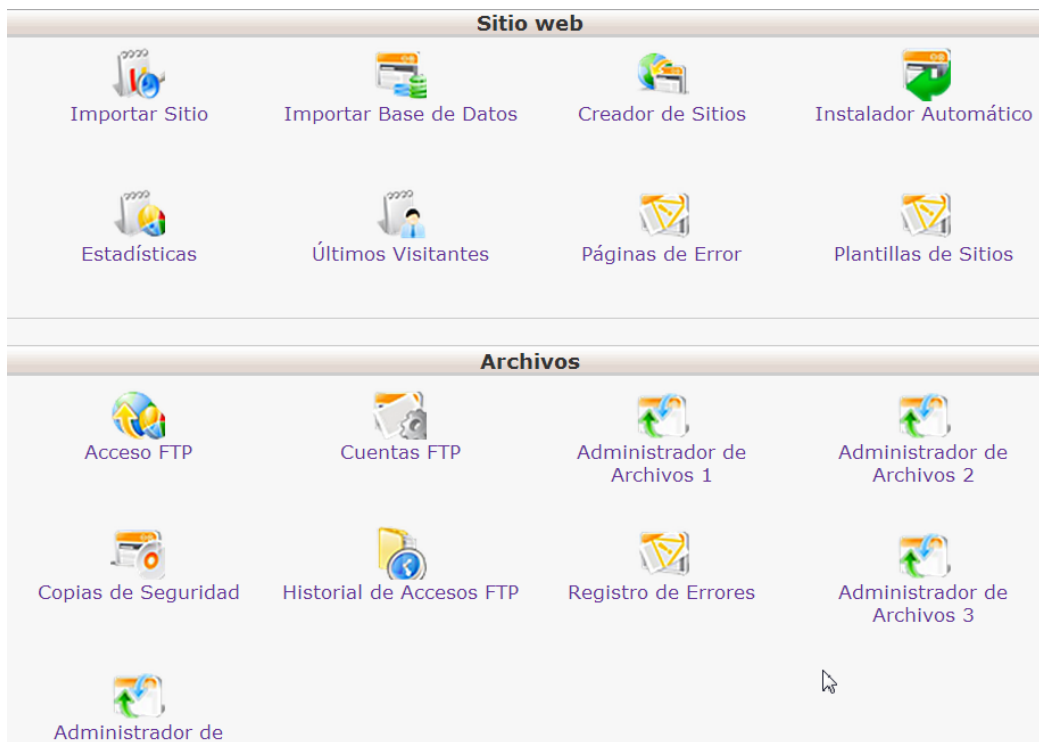 Sitio web
Importar Sitio
Importar Base de Datos
Creador de Sitios
Instalador Automático
Estadísticas
Últimos Visitantes
Páginas de Error
Plantillas de Sitios
Archivos
Acceso FTP
Cuentas FTP
Administrador de
Archivos 1
Administrador de
Archivos 2
Copias de Seguridad
Historial de Accesos FTP
Registro de Errores
Administrador de
Archivos 3
Administrador de